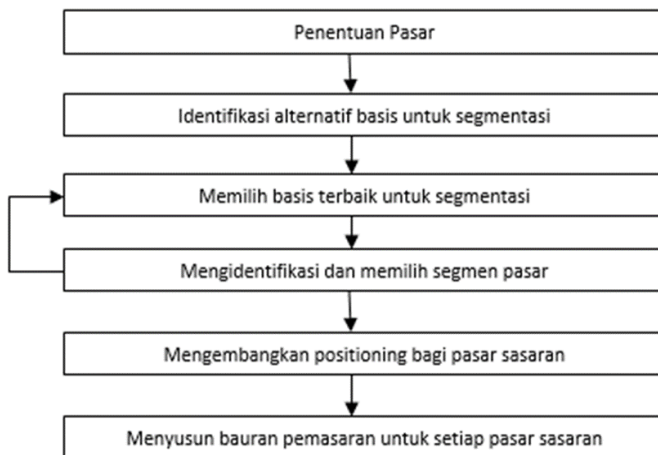 Penentuan Pasar
Identifikasi alternatif basis untuk segmentasi
Memilih basis terbaik untuk segmentasi
Mengidentifikasi dan memilih segmen pasar
Mengembangkan positioning bagi pasar sasaran
Menyusun bauran pemasaran untuk setiap pasar sasaran